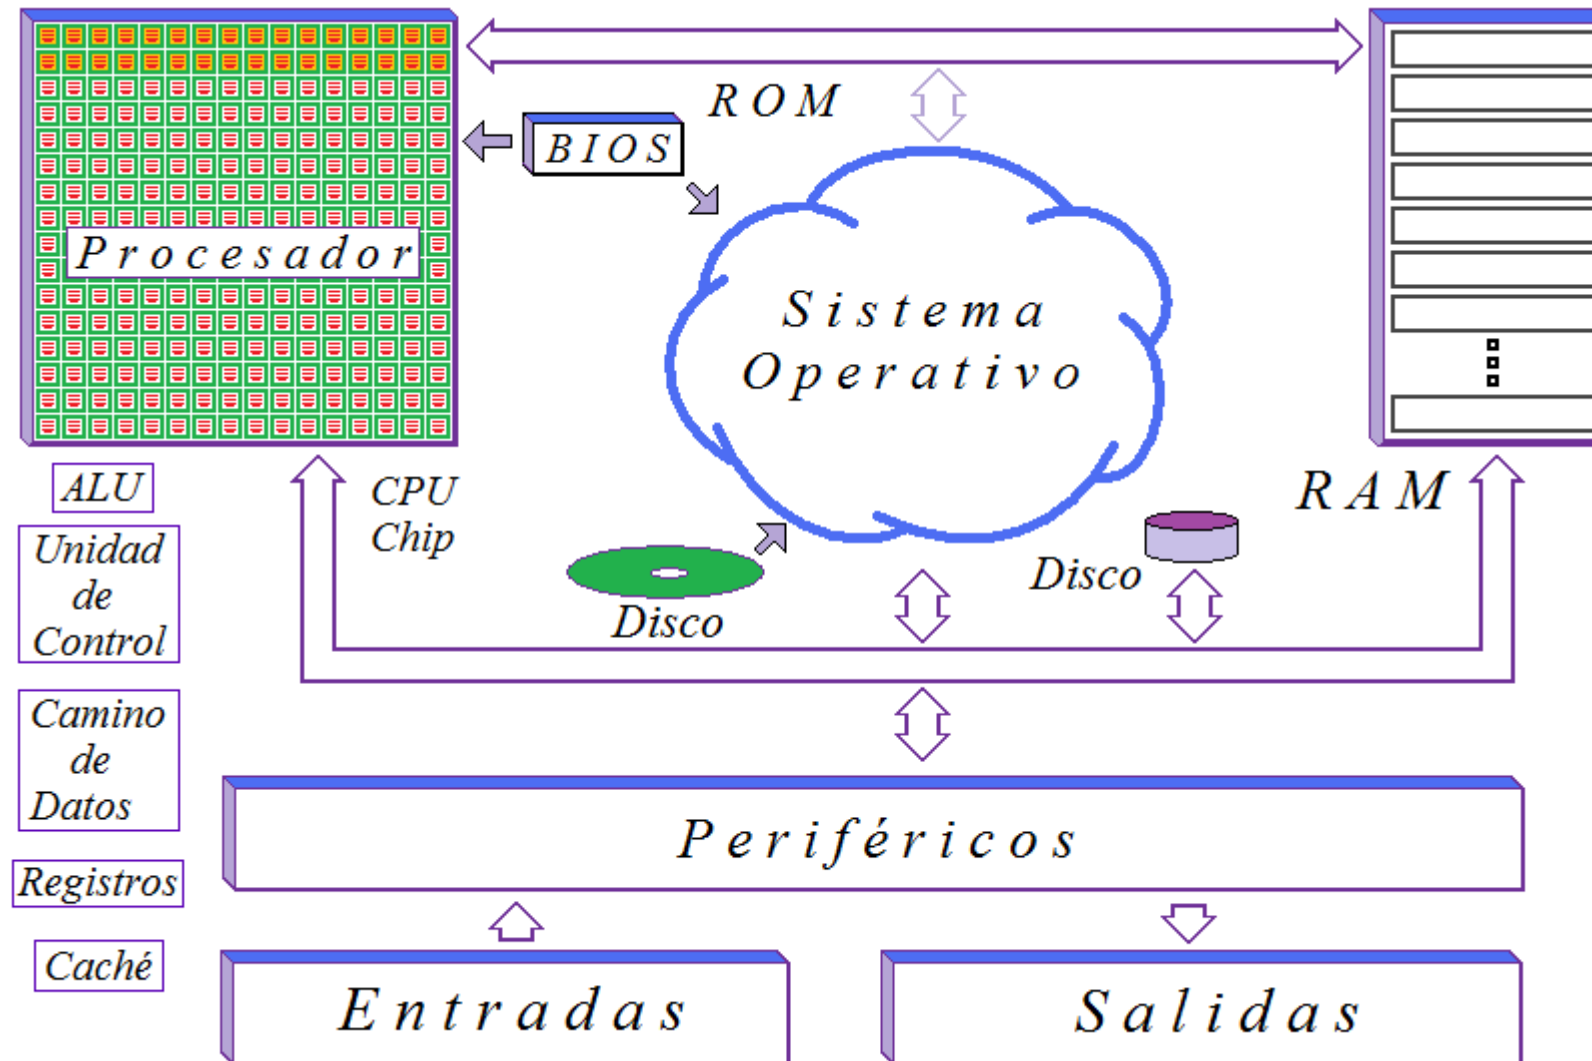 ROM
BIOS
Procesador
Sistema
Operativo
ALU
CPU
Chip
RAM
Unidad
de
Control
Disco
Disco
Camino
de
Datos
Periféricos
Registros
Caché
Entradas
Salidas